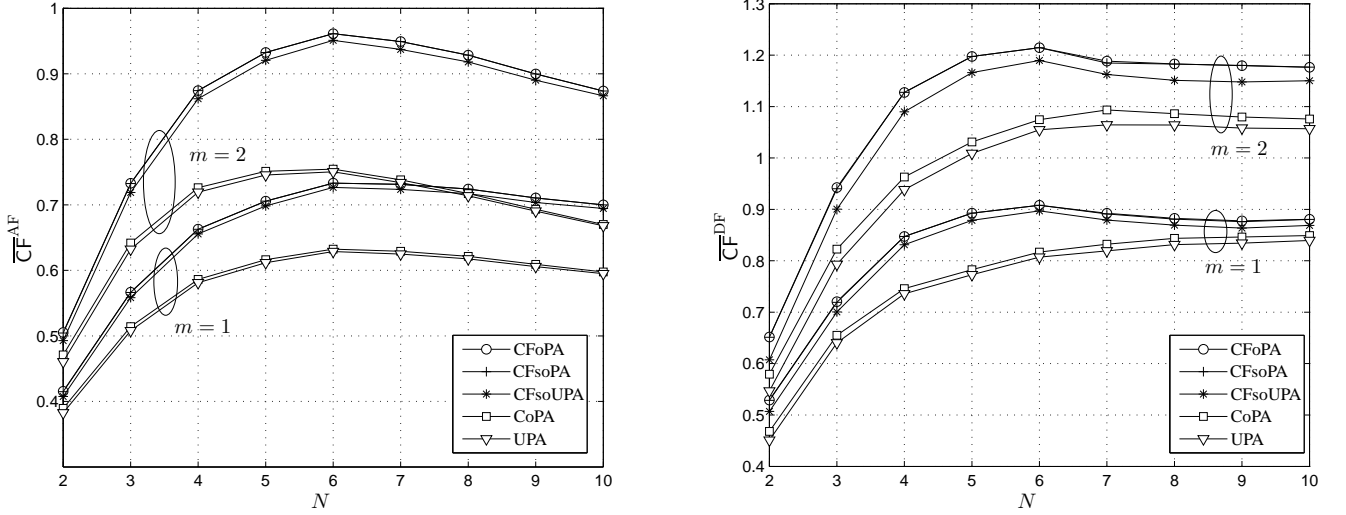 1
0.9
0.8
0.7
0.6
0.5
0.4
2 3 4 5 6 7 8 9 10
N
C̅F̅^AF
m = 2
m = 1
CFoPA
CFsoPA
CFsoUPA
CoPA
UPA
1.3
1.2
1.1
1
0.9
0.8
0.7
0.6
0.5
0.4
2 3 4 5 6 7 8 9 10
N
C̅F̅^DF
m = 2
m = 1
CFoPA
CFsoPA
CFsoUPA
CoPA
UPA